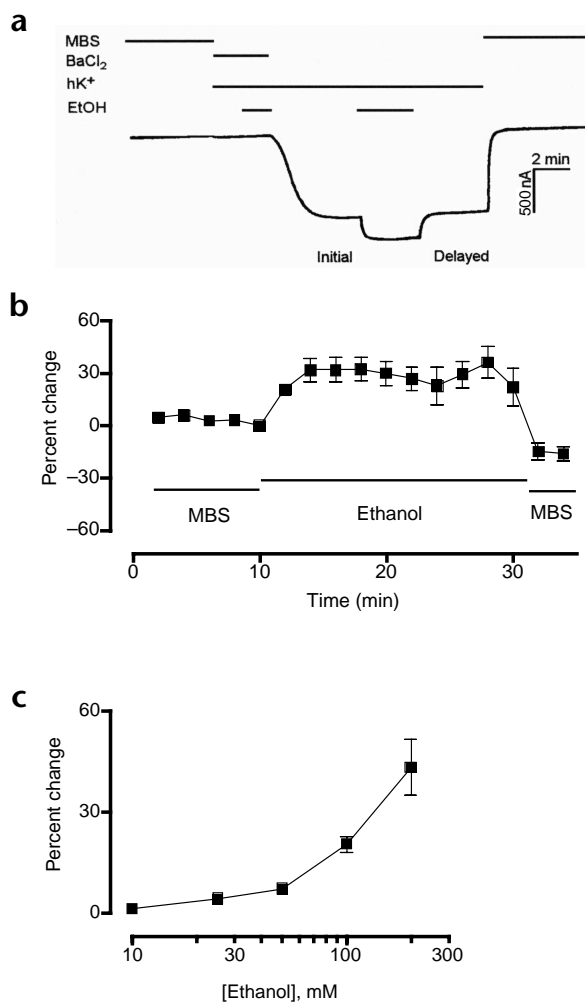 a
MBS
BaCl2
hK+
EtOH
2 min
500 nA
Initial Delayed
b
60
30
0
–30
–60
Percent change
MBS Ethanol MBS
0 10 20 30
Time (min)
c
60
30
0
Percent change
10 30 100 300
[Ethanol], mM